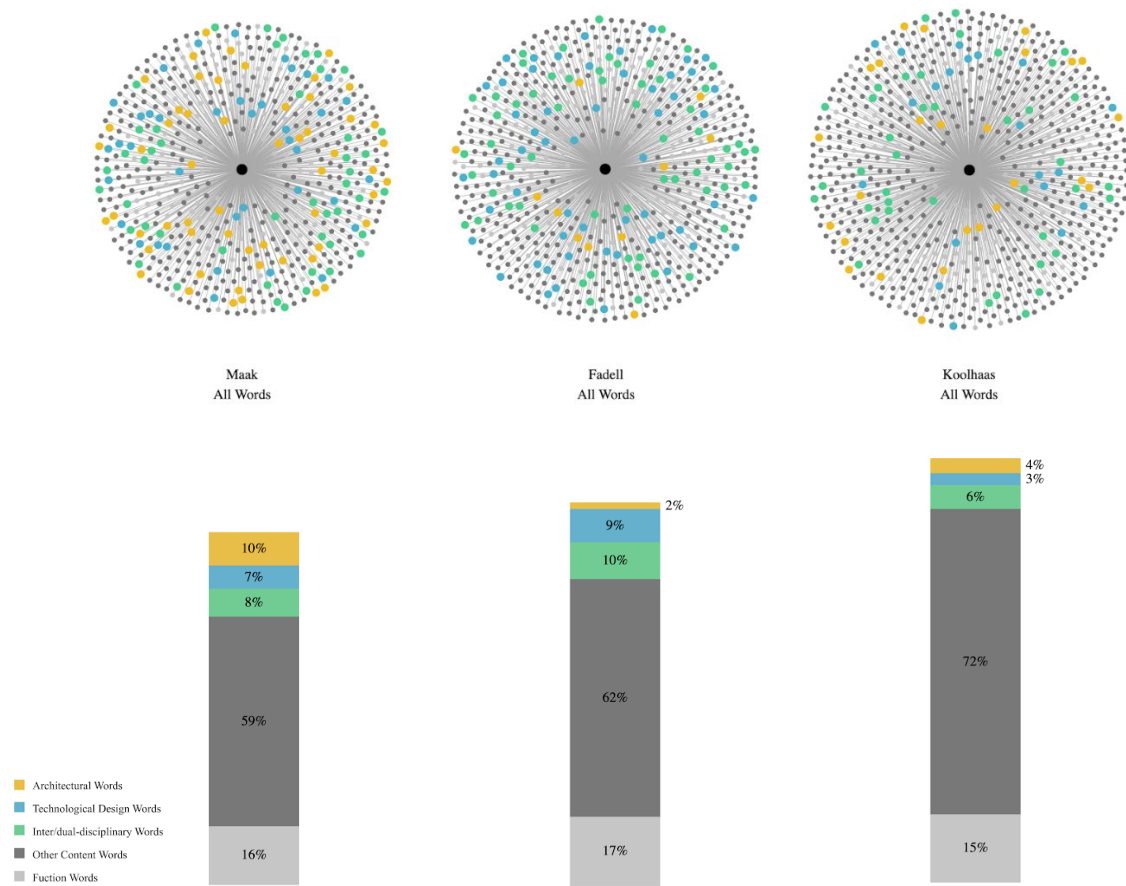 Maak
All Words
Fadell
All Words
Koolhaas
All Words
10%
7%
8%
59%
16%
2%
9%
10%
62%
17%
4%
3%
6%
72%
15%
Architectural Words
Technological Design Words
Inter/dual-disciplinary Words
Other Content Words
Fuction Words